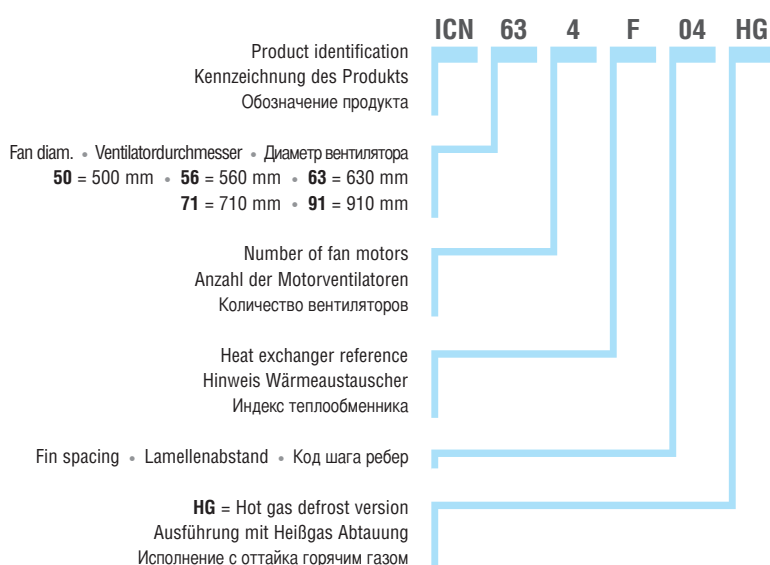 ICN 63 4 F 04 HG
Product identification
Kennzeichnung des Produkts
Обозначение продукта
Fan diam. • Ventilatordurchmesser • Диаметр вентилятора
50 = 500 mm • 56 = 560 mm • 63 = 630 mm
71 = 710 mm • 91 = 910 mm
Number of fan motors
Anzahl der Motorventilatoren
Количество вентиляторов
Heat exchanger reference
Hinweis Wärmeaustauscher
Индекс теплообменника
Fin spacing • Lamellenabstand • Код шага ребер
HG = Hot gas defrost version
Ausführung mit Heißgas Abtauung
Исполнение с оттайка горячим газом